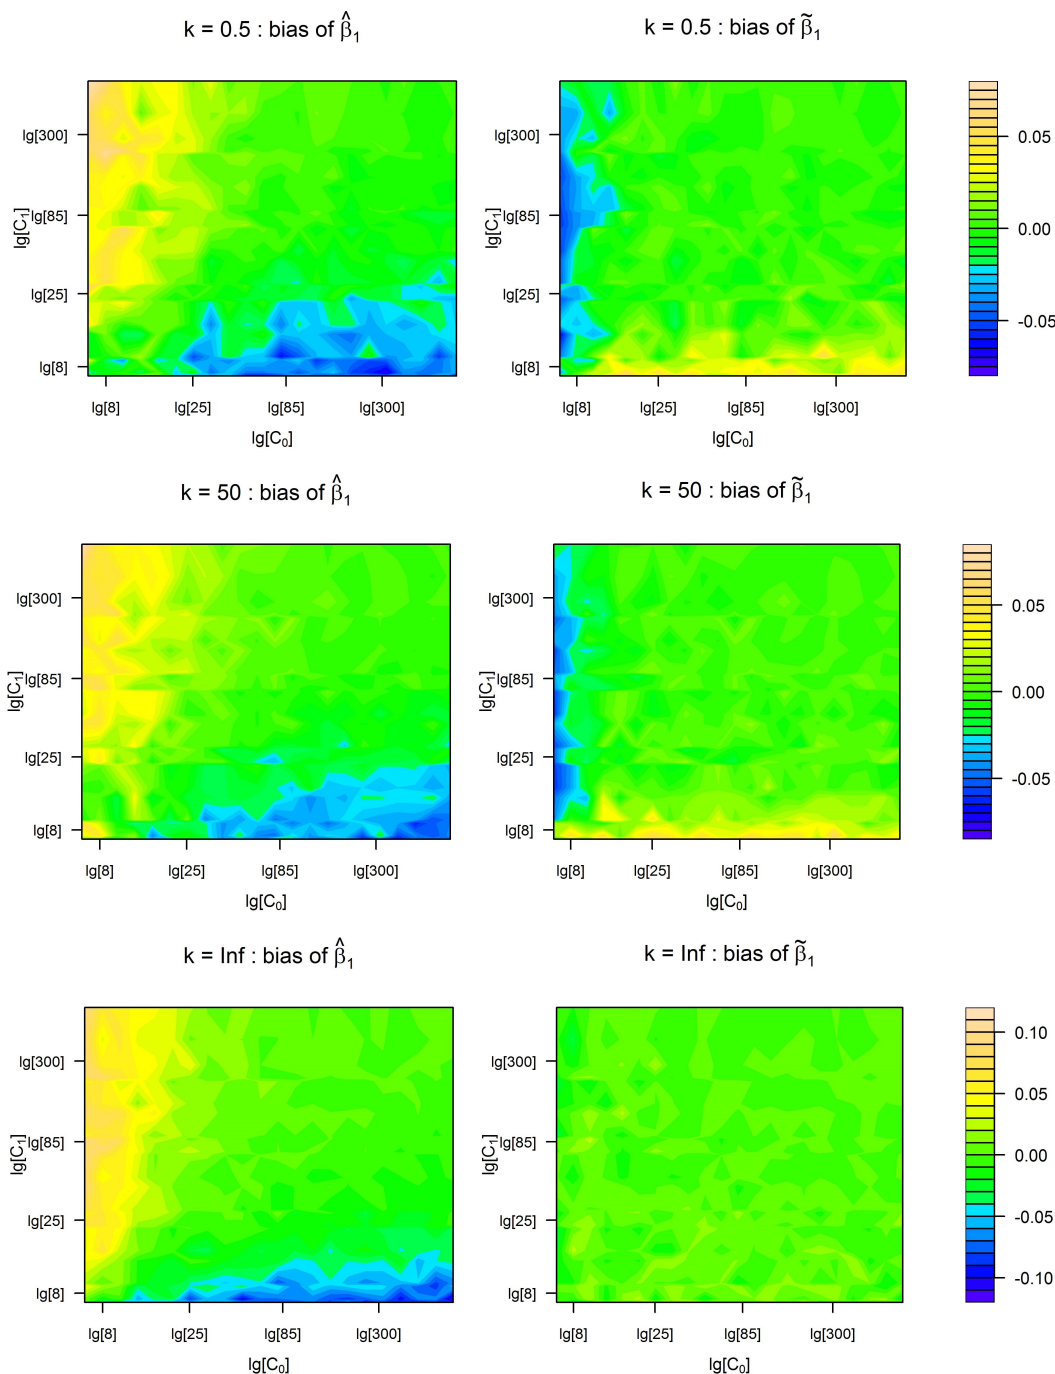 k = 0.5 : bias of β̂₁
k = 0.5 : bias of β̃₁
lg[300]
lg[85]
lg[25]
lg[8]
lg[C₁]
lg[8] lg[25] lg[85] lg[300]
lg[C₀]
lg[300]
lg[85]
lg[25]
lg[8]
lg[C₁]
lg[8] lg[25] lg[85] lg[300]
lg[C₀]
0.05
0.00
-0.05
k = 50 : bias of β̂₁
k = 50 : bias of β̃₁
lg[300]
lg[85]
lg[25]
lg[8]
lg[C₁]
lg[8] lg[25] lg[85] lg[300]
lg[C₀]
lg[300]
lg[85]
lg[25]
lg[8]
lg[C₁]
lg[8] lg[25] lg[85] lg[300]
lg[C₀]
0.05
0.00
-0.05
k = Inf : bias of β̂₁
k = Inf : bias of β̃₁
lg[300]
lg[85]
lg[25]
lg[8]
lg[C₁]
lg[8] lg[25] lg[85] lg[300]
lg[C₀]
lg[300]
lg[85]
lg[25]
lg[8]
lg[C₁]
lg[8] lg[25] lg[85] lg[300]
lg[C₀]
0.10
0.05
0.00
-0.05
-0.10